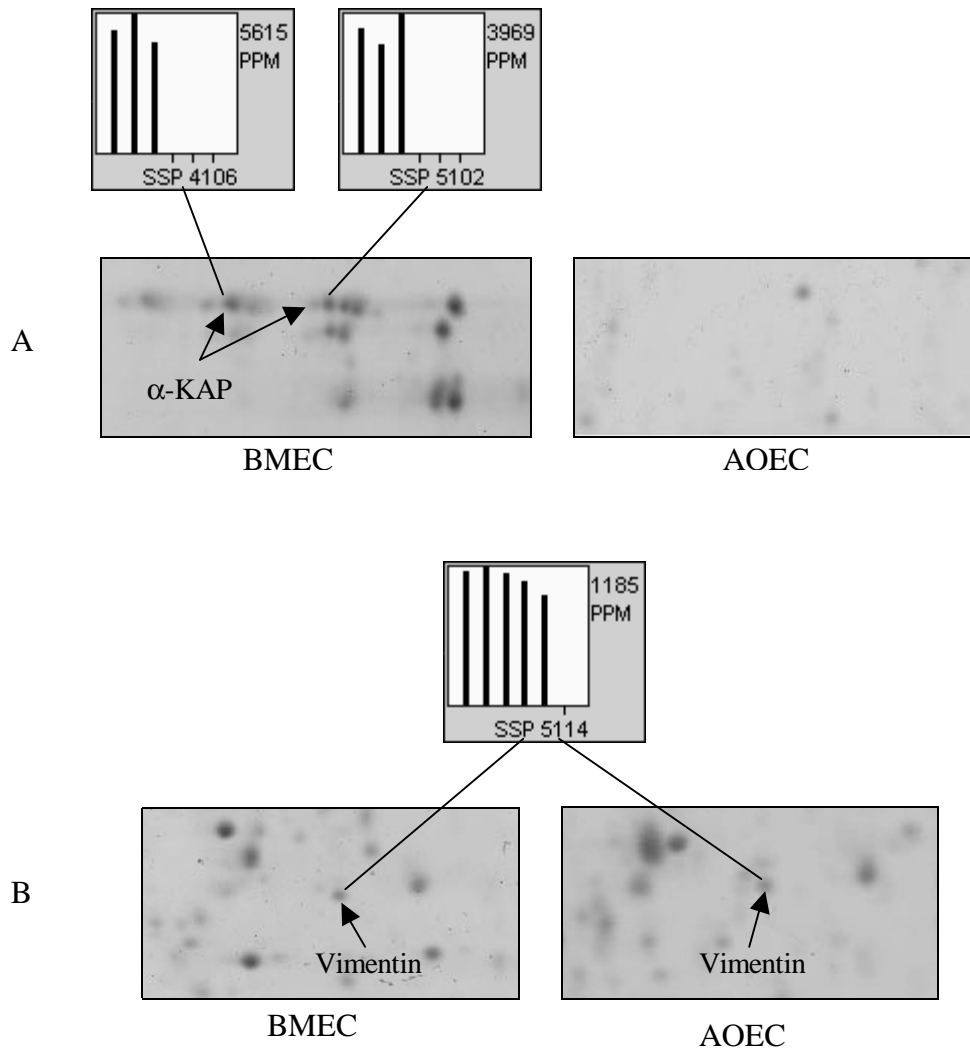 5615
PPM
SSP 4106
3969
PPM
SSP 5102
A
α-KAP
BMEC
AOEC
1185
PPM
SSP 5114
B
Vimentin
Vimentin
BMEC
AOEC